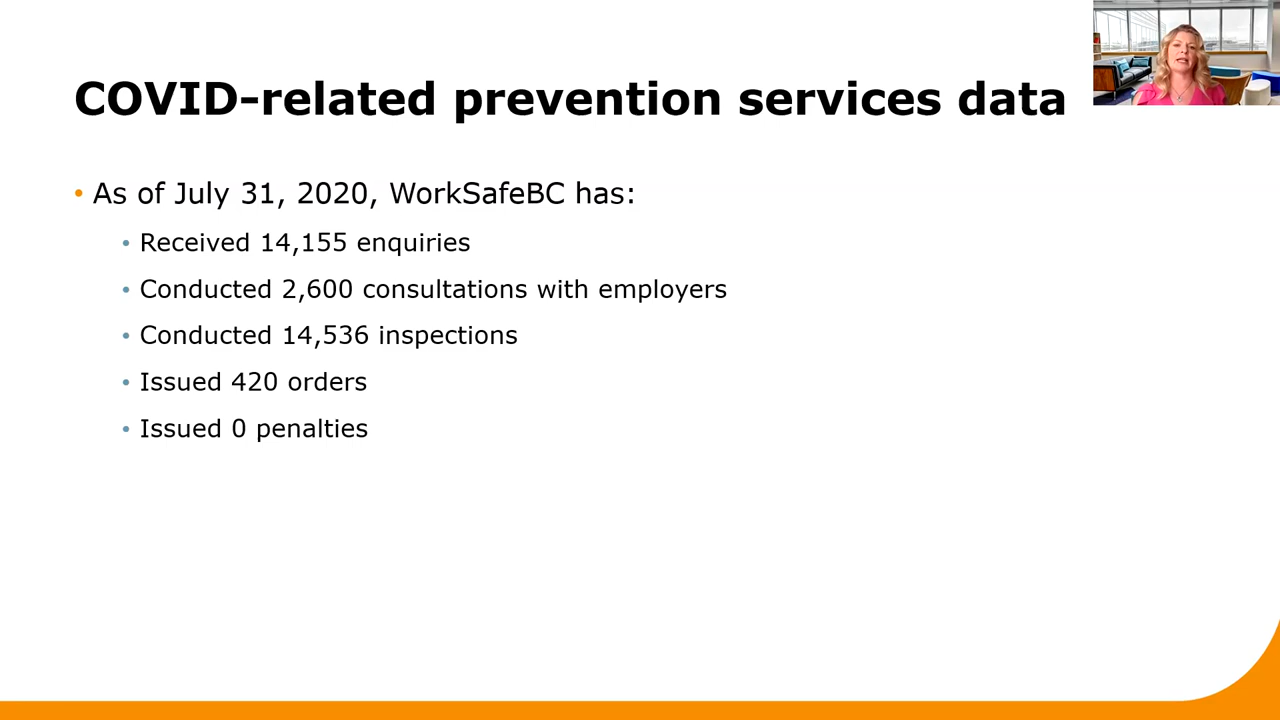 COVID-related prevention services data
• As of July 31, 2020, WorkSafeBC has:
• Received 14,155 enquiries
• Conducted 2,600 consultations with employers
• Conducted 14,536 inspections
• Issued 420 orders
• Issued 0 penalties